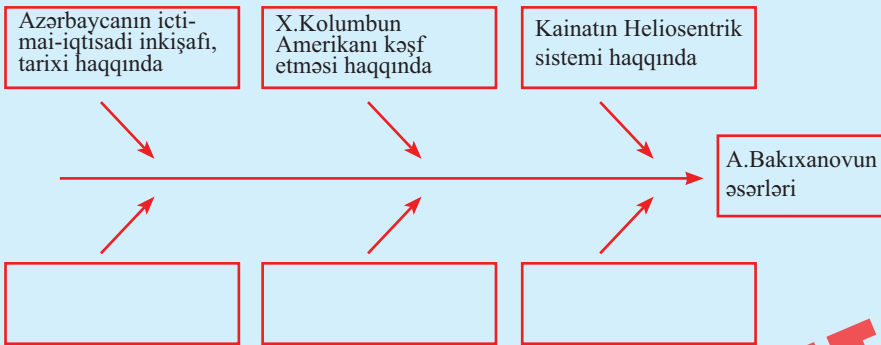 Azərbaycanın icti-
mai-iqtisadi inkişafı,
tarixi haqqında
X.Kolumbun
Amerikanı kəşf
etməsi haqqında
Kainatın Heliosentrik
sistemi haqqında
A.Bakıxanovun
əsərləri